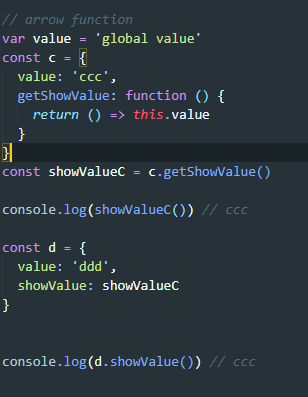 // arrow function
var value = 'global value'
const c = {
  value: 'ccc',
  getShowValue: function () {
    return () => this.value
  }
}
const showValueC = c.getShowValue()

console.log(showValueC()) // ccc

const d = {
  value: 'ddd',
  showValue: showValueC
}


console.log(d.showValue()) // ccc